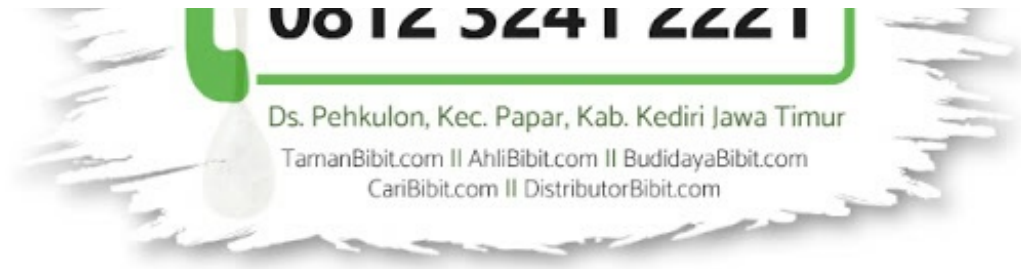 0812 3241 2221
Ds. Pehkulon, Kec. Papar, Kab. Kediri Jawa Timur
TamanBibit.com II AhliBibit.com II BudidayaBibit.com
CariBibit.com II DistributorBibit.com